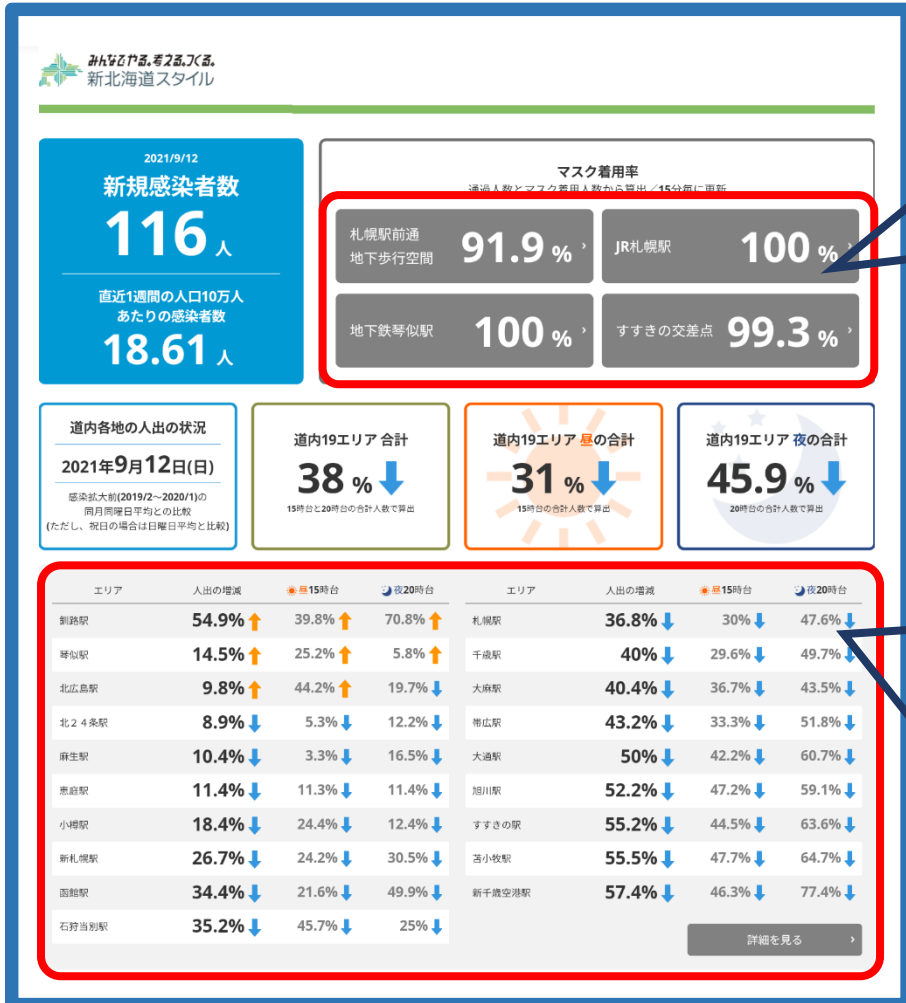 みんなでやる。考える。つくる。
新北海道スタイル
2021/9/12
新規感染者数
116 人
直近1週間の人口10万人
あたりの感染者数
18.61 人
マスク着用率
通過人数とマスク着用人数から算出／15分毎に更新
札幌駅前通
地下歩行空間
91.9 %
JR札幌駅
100 %
地下鉄琴似駅
100 %
すすきの交差点
99.3 %
道内各地の人出の状況
2021年9月12日(日)
感染拡大前(2019/2～2020/1)の
同月同曜日平均との比較
(ただし、祝日の場合は日曜日平均と比較)
道内19エリア 合計
38 % ↓
15時台と20時台の合計人数で算出
道内19エリア 昼の合計
31 % ↓
15時台の合計人数で算出
道内19エリア 夜の合計
45.9 % ↓
20時台の合計人数で算出
エリア 人出の増減 昼15時台 夜20時台
釧路駅 54.9% ↑ 39.8% ↑ 70.8% ↑
琴似駅 14.5% ↑ 25.2% ↑ 5.8% ↑
北広島駅 9.8% ↑ 44.2% ↑ 19.7% ↓
北２４条駅 8.9% ↓ 5.3% ↓ 12.2% ↓
麻生駅 10.4% ↓ 3.3% ↓ 16.5% ↓
恵庭駅 11.4% ↓ 11.3% ↓ 11.4% ↓
小樽駅 18.4% ↓ 24.4% ↓ 12.4% ↓
新札幌駅 26.7% ↓ 24.2% ↓ 30.5% ↓
函館駅 34.4% ↓ 21.6% ↓ 49.9% ↓
石狩当別駅 35.2% ↓ 45.7% ↓ 25% ↓
エリア 人出の増減 昼15時台 夜20時台
札幌駅 36.8% ↓ 30% ↓ 47.6% ↓
千歳駅 40% ↓ 29.6% ↓ 49.7% ↓
大麻駅 40.4% ↓ 36.7% ↓ 43.5% ↓
帯広駅 43.2% ↓ 33.3% ↓ 51.8% ↓
大通駅 50% ↓ 42.2% ↓ 60.7% ↓
旭川駅 52.2% ↓ 47.2% ↓ 59.1% ↓
すすきの駅 55.2% ↓ 44.5% ↓ 63.6% ↓
苫小牧駅 55.5% ↓ 47.7% ↓ 64.7% ↓
新千歳空港駅 57.4% ↓ 46.3% ↓ 77.4% ↓
詳細を見る ›